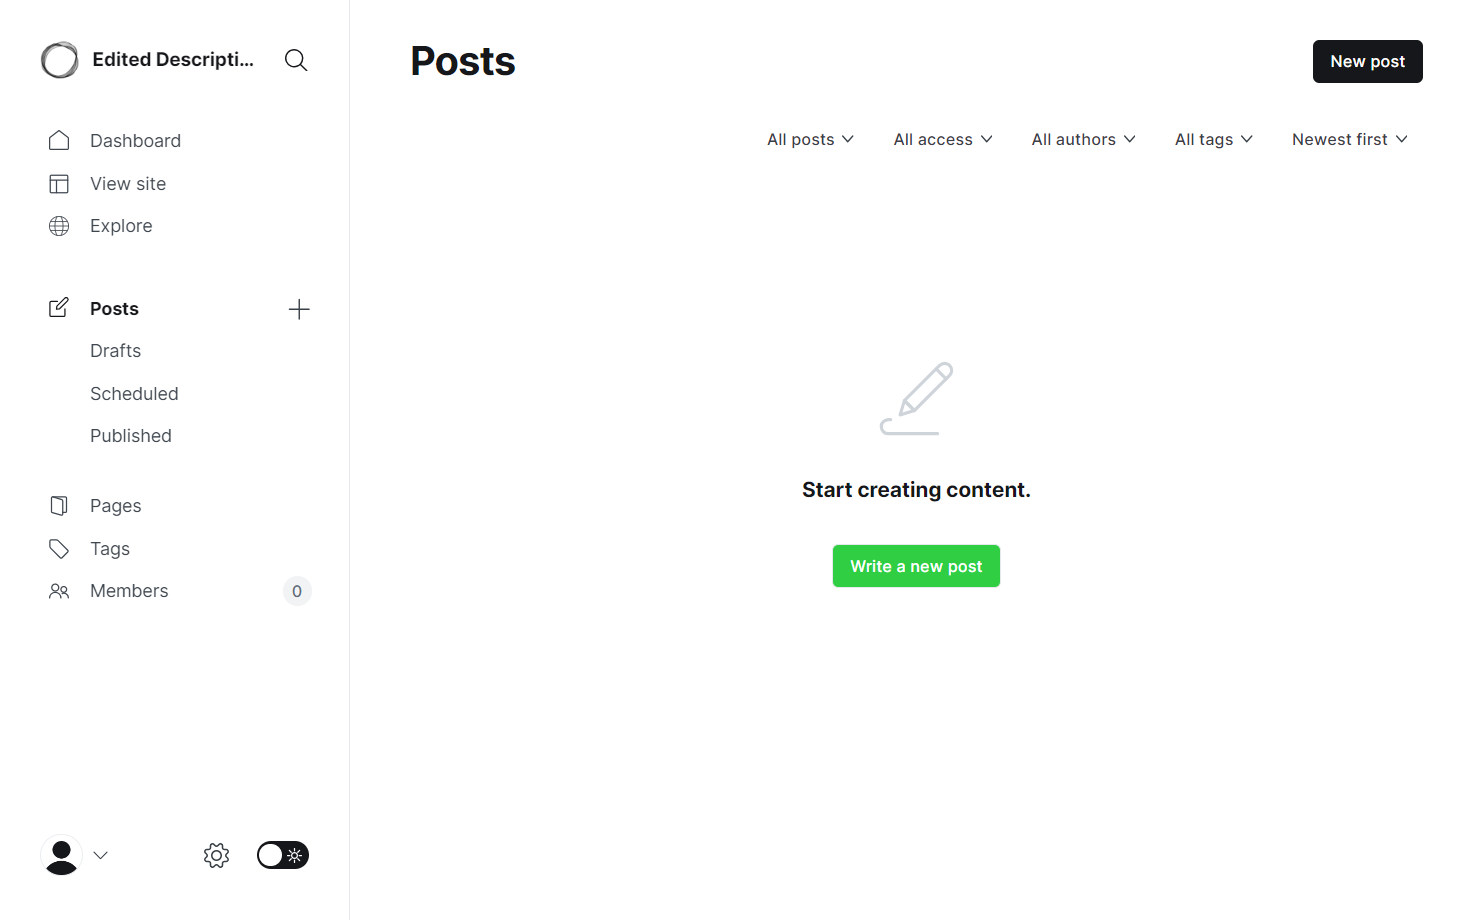 Edited Descripti...
Dashboard
View site
Explore
Posts
Drafts
Scheduled
Published
Pages
Tags
Members 0
Posts
New post
All posts All access All authors All tags Newest first
Start creating content.
Write a new post